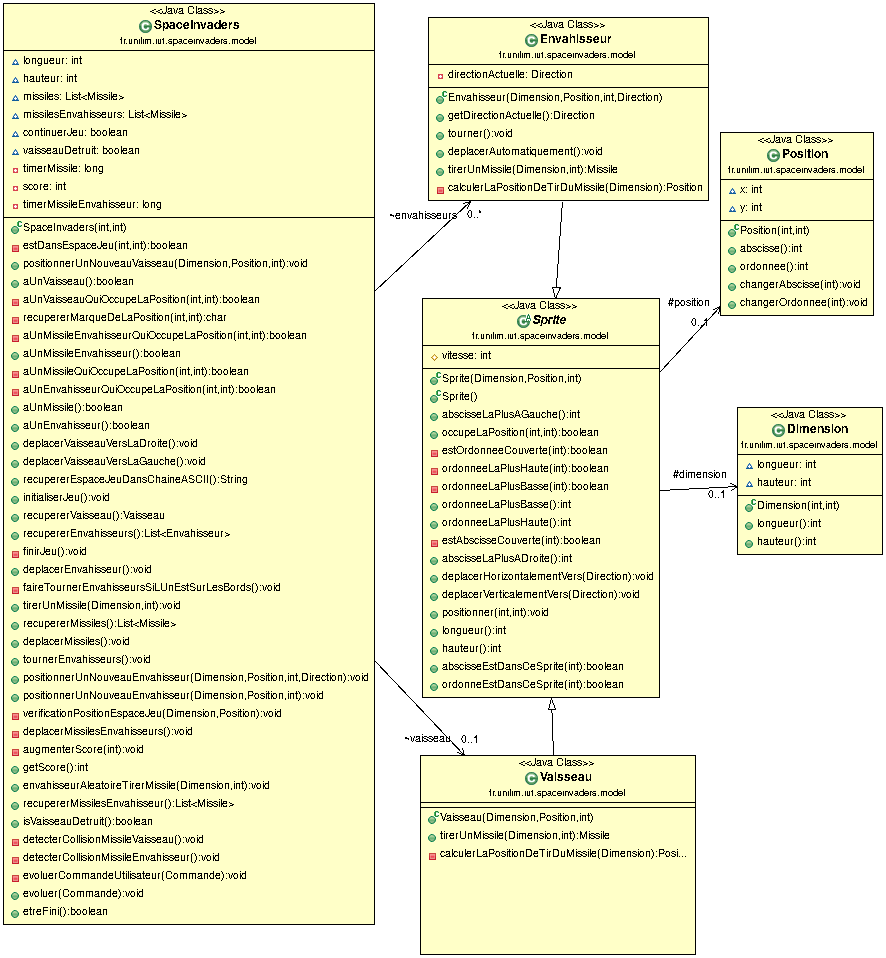 <<Java Class>>
SpaceInvaders
fr.unilim.iut.spaceinvaders.model
longueur: int
hauteur: int
missiles: List<Missile>
missilesEnvahisseurs: List<Missile>
continuerJeu: boolean
vaisseauDetruit: boolean
timerMissile: long
score: int
timerMissileEnvahisseur: long
SpaceInvaders(int,int)
estDansEspaceJeu(int,int):boolean
positionnerUnNouveauVaisseau(Dimension,Position,int):void
aUnVaisseau():boolean
aUnVaisseauQuiOccupeLaPosition(int,int):boolean
recupererMarqueDeLaPosition(int,int):char
aUnMissileEnvahisseurQuiOccupeLaPosition(int,int):boolean
aUnMissileEnvahisseur():boolean
aUnMissileQuiOccupeLaPosition(int,int):boolean
aUnEnvahisseurQuiOccupeLaPosition(int,int):boolean
aUnMissile():boolean
aUnEnvahisseur():boolean
deplacerVaisseauVersLaDroite():void
deplacerVaisseauVersLaGauche():void
recupererEspaceJeuDansChaineASCII():String
initialiserJeu():void
recupererVaisseau():Vaisseau
recupererEnvahisseurs():List<Envahisseur>
finirJeu():void
deplacerEnvahisseur():void
faireTournerEnvahisseursSiLUnEstSurLesBords():void
tirerUnMissile(Dimension,int):void
recupererMissiles():List<Missile>
deplacerMissiles():void
tournerEnvahisseurs():void
positionnerUnNouveauEnvahisseur(Dimension,Position,int,Direction):void
positionnerUnNouveauEnvahisseur(Dimension,Position,int):void
verificationPositionEspaceJeu(Dimension,Position):void
deplacerMissilesEnvahisseurs():void
augmenterScore(int):void
getScore():int
envahisseurAleatoireTirerMissile(Dimension,int):void
recupererMissilesEnvahisseur():List<Missile>
isVaisseauDetruit():boolean
detecterCollisionMissileVaisseau():void
detecterCollisionMissileEnvahisseur():void
evoluerCommandeUtilisateur(Commande):void
evoluer(Commande):void
etreFini():boolean
~envahisseurs 0..*
~vaisseau 0..1
<<Java Class>>
Envahisseur
fr.unilim.iut.spaceinvaders.model
directionActuelle: Direction
Envahisseur(Dimension,Position,int,Direction)
getDirectionActuelle():Direction
tourner():void
deplacerAutomatiquement():void
tirerUnMissile(Dimension,int):Missile
calculerLaPositionDeTirDuMissile(Dimension):Position
<<Java Class>>
Sprite
fr.unilim.iut.spaceinvaders.model
vitesse: int
Sprite(Dimension,Position,int)
Sprite()
abscisseLaPlusAGauche():int
occupeLaPosition(int,int):boolean
estOrdonneeCouverte(int):boolean
ordonneeLaPlusHaute(int):boolean
ordonneeLaPlusBasse(int):boolean
ordonneeLaPlusBasse():int
ordonneeLaPlusHaute():int
estAbscisseCouverte(int):boolean
abscisseLaPlusADroite():int
deplacerHorizontalementVers(Direction):void
deplacerVerticalementVers(Direction):void
positionner(int,int):void
longueur():int
hauteur():int
abscisseEstDansCeSprite(int):boolean
ordonneEstDansCeSprite(int):boolean
#position
0..1
#dimension
0..1
<<Java Class>>
Vaisseau
fr.unilim.iut.spaceinvaders.model
Vaisseau(Dimension,Position,int)
tirerUnMissile(Dimension,int):Missile
calculerLaPositionDeTirDuMissile(Dimension):Posi...
<<Java Class>>
Position
fr.unilim.iut.spaceinvaders.model
x: int
y: int
Position(int,int)
abscisse():int
ordonnee():int
changerAbscisse(int):void
changerOrdonnee(int):void
<<Java Class>>
Dimension
fr.unilim.iut.spaceinvaders.model
longueur: int
hauteur: int
Dimension(int,int)
longueur():int
hauteur():int